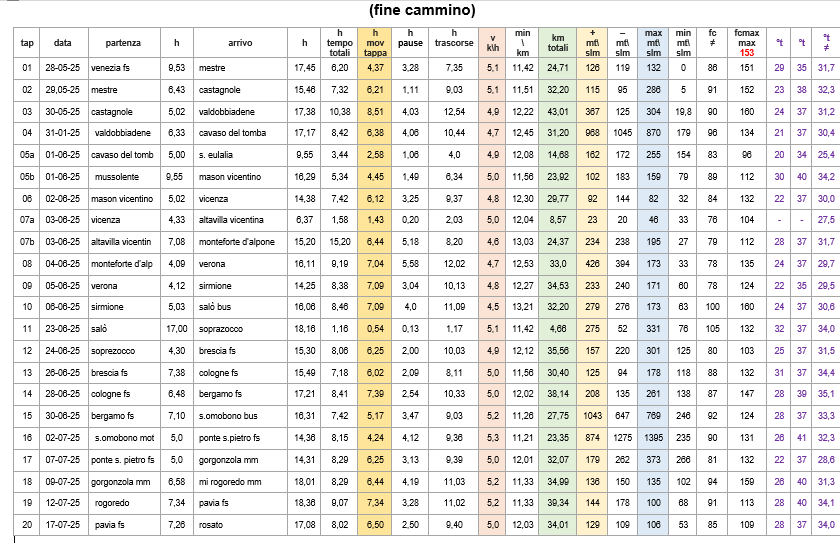 (fine cammino)
tap data partenza h arrivo h h tempo totali h mov tappa h pause h trascorse v k\h min \ km km totali + mt\ slm – mt\ slm max mt\ slm min mt\ slm fc ≠ fcmax max 153 °t °t °t ≠
01 28-05-25 venezia fs 9,53 mestre 17,45 6,20 4,37 3,28 7,35 5,1 11,42 24,71 126 119 132 0 86 151 29 35 31,7
02 29,05-25 mestre 6,43 castagnole 15,46 7,32 6,21 1,11 9,03 5,1 11,51 32,20 115 95 286 5 91 152 23 38 32,3
03 30-05-25 castagnole 5,02 valdobbiadene 17,38 10,38 8,51 4,03 12,54 4,9 12,22 43,01 367 125 304 19,8 90 160 24 37 31,2
04 31-01-25 valdobbiadene 6,33 cavaso del tomba 17,17 8,42 6,38 4,06 10,44 4,7 12,45 31,20 968 1045 870 179 96 134 21 37 30,4
05a 01-06-25 cavaso del tomb 5,00 s. eulalia 9,55 3,44 2,58 1,06 4,0 4,9 12,08 14,68 162 172 255 154 83 96 20 34 25,4
05b 01-06-25 mussolente 9,55 mason vicentino 16,29 5,34 4,45 1,49 6,34 5,0 11,56 23,92 102 183 159 79 89 112 30 40 34,2
06 02-06-25 mason vicentino 5,02 vicenza 14,38 7,42 6,12 3,25 9,37 4,8 12,30 29,77 92 144 82 32 84 132 22 37 30,0
07a 03-06-25 vicenza 4,33 altavilla vicentina 6,37 1,58 1,43 0,20 2,03 5,0 12,04 8,57 23 20 46 33 76 104 - - 27,5
07b 03-06-25 altavilla vicentin 7,08 monteforte d'alpone 15,20 15,20 6,44 5,18 8,20 4,6 13,03 24,37 234 238 195 27 79 112 28 37 31,7
08 04-06-25 monteforte d'alp 4,09 verona 16,11 9,19 7,04 5,58 12,02 4,7 12,53 33,0 426 394 173 33 78 135 24 37 29,7
09 05-06-25 verona 4,12 sirmione 14,25 8,38 7,09 3,04 10,13 4,8 12,27 34,53 233 240 171 60 78 124 22 35 29,5
10 06-06-25 sirmione 5,03 salò bus 16,06 8,46 7,09 4,0 11,09 4,5 13,21 32,20 279 276 173 63 100 160 24 37 30,6
11 23-06-25 salò 17,00 soprazocco 18,16 1,16 0,54 0,13 1,17 5,1 11,42 4,66 275 52 331 76 105 132 32 37 34,0
12 24-06-25 soprezocco 4,30 brescia fs 15,30 8,06 6,25 2,00 10,03 4,9 12,12 35,56 157 220 301 125 80 103 25 37 31,5
13 26-06-25 brescia fs 7,38 cologne fs 15,49 7,18 6,02 2,09 8,11 5,0 11,56 30,40 125 94 178 118 88 132 31 37 34,4
14 28-06-25 cologne fs 6,48 bergamo fs 17,21 8,41 7,39 2,54 10,33 5,0 12,02 38,14 208 135 261 138 87 147 28 39 35,1
15 30-06-25 bergamo fs 7,10 s.omobono bus 16,31 7,42 5,17 3,47 9,03 5,2 11,26 27,75 1043 647 769 246 92 124 28 37 33,3
16 02-07-25 s.omobono mot 5,0 ponte s.pietro fs 14,36 8,15 4,24 4,12 9,36 5,3 11,21 23,35 874 1275 1395 235 90 131 26 41 32,3
17 07-07-25 ponte s.pietro fs 5,0 gorgonzola mm 14,31 8,29 6,25 3,13 9,39 5,0 12,01 32,07 179 262 373 266 81 132 22 37 28,6
18 09-07-25 gorgonzola mm 6,58 mi rogoredo mm 18,01 8,29 6,44 4,19 11,03 5,2 11,33 34,99 136 150 135 102 94 159 26 40 31,3
19 12-07-25 rogoredo 7,34 pavia fs 18,36 9,07 7,34 3,28 11,02 5,2 11,33 39,34 144 178 100 68 91 113 28 40 34,1
20 17-07-25 pavia fs 7,26 rosato 17,08 8,02 6,50 2,50 9,40 5,0 12,03 34,01 129 109 106 53 85 109 28 37 34,0